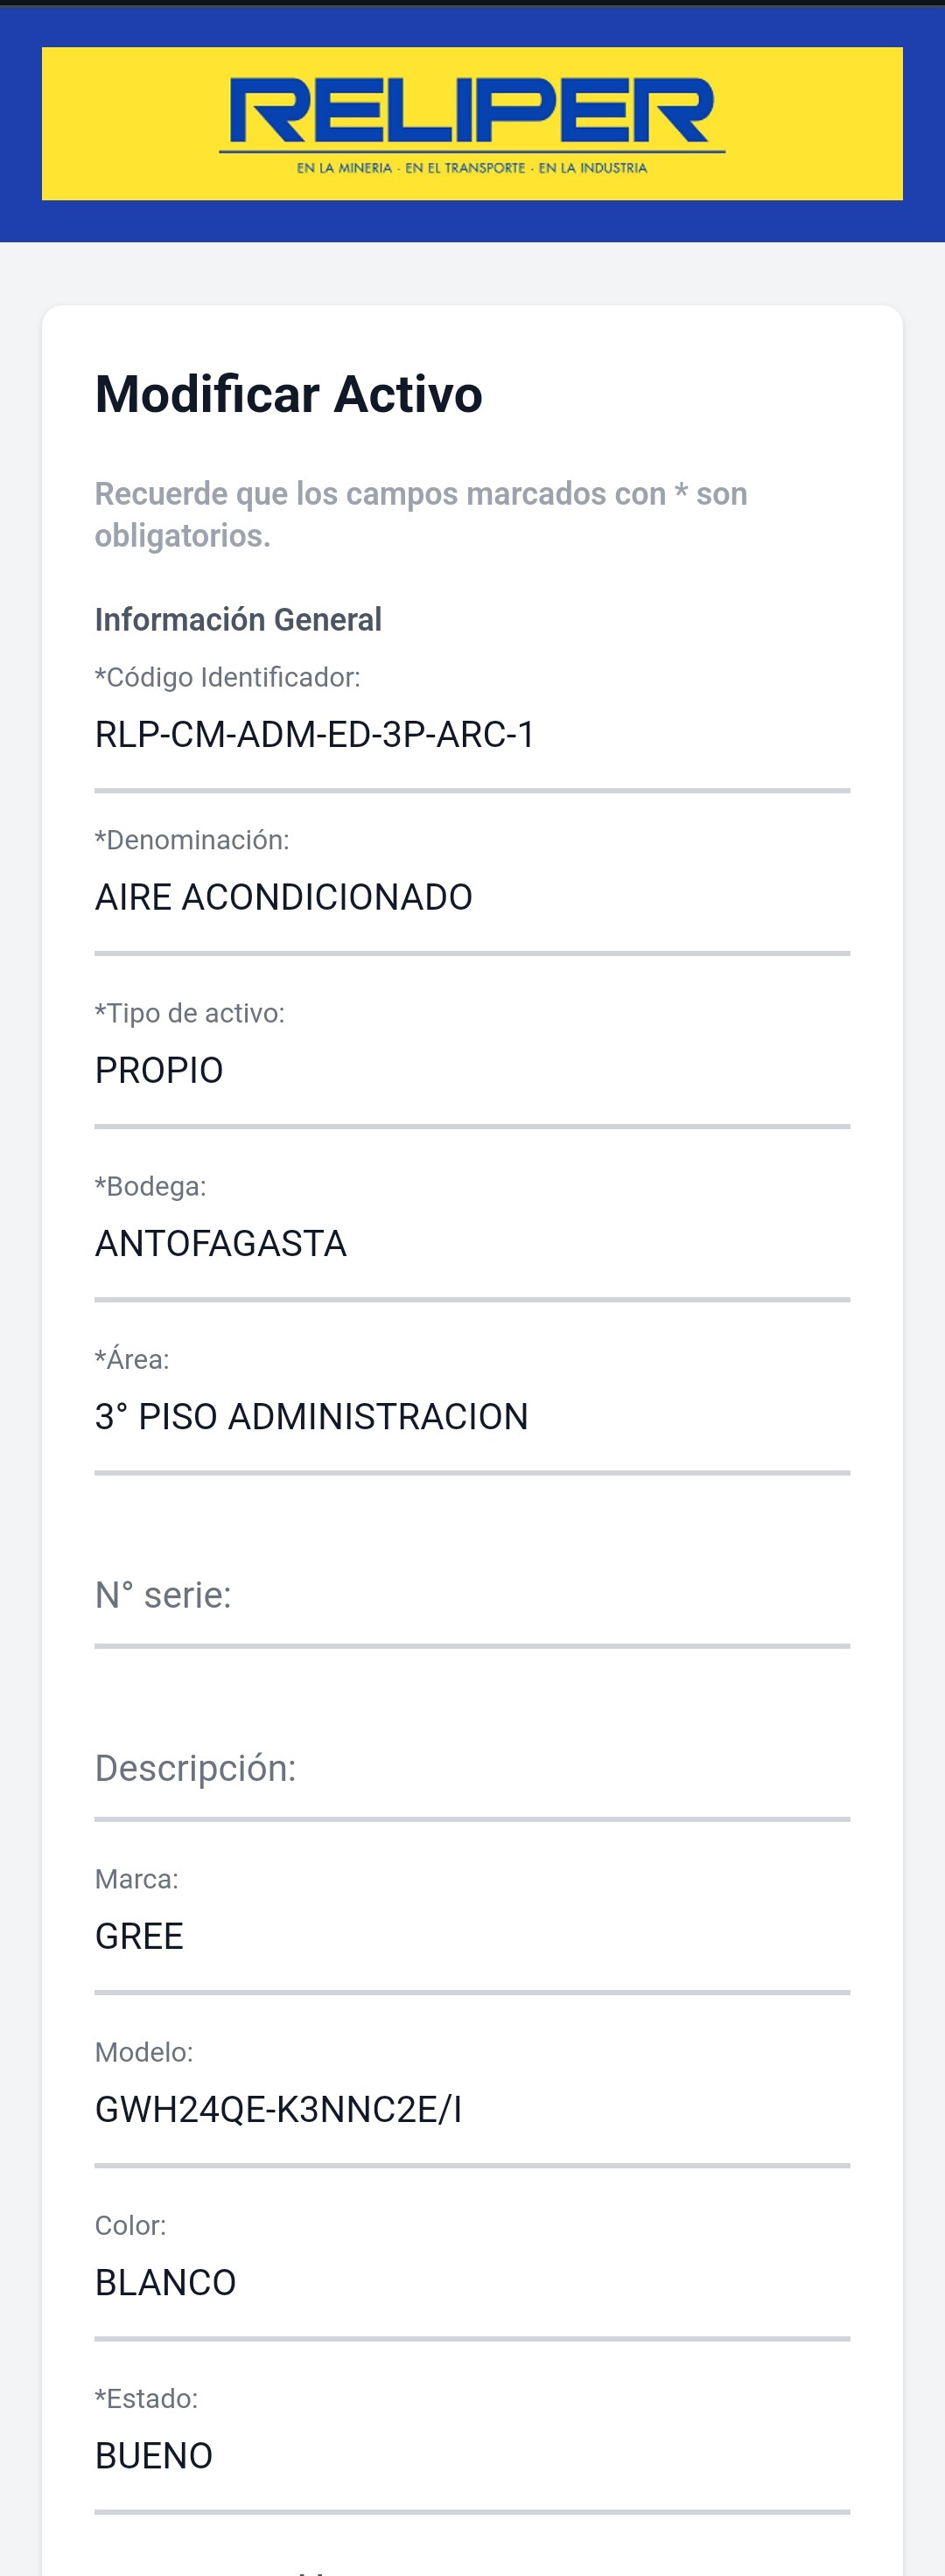 RELIPER
EN LA MINERIA - EN EL TRANSPORTE - EN LA INDUSTRIA
Modificar Activo
Recuerde que los campos marcados con * son
obligatorios.
Información General
*Código Identificador:
RLP-CM-ADM-ED-3P-ARC-1
*Denominación:
AIRE ACONDICIONADO
*Tipo de activo:
PROPIO
*Bodega:
ANTOFAGASTA
*Área:
3° PISO ADMINISTRACION
N° serie:
Descripción:
Marca:
GREE
Modelo:
GWH24QE-K3NNC2E/I
Color:
BLANCO
*Estado:
BUENO